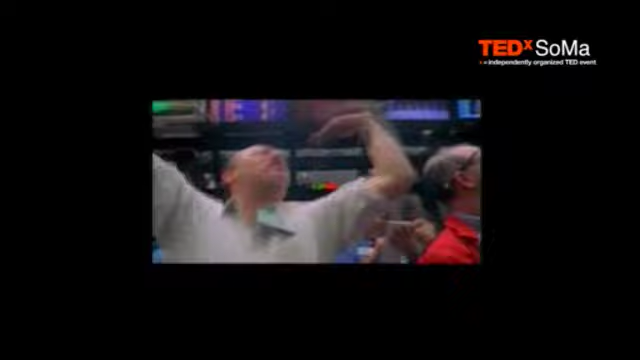 TEDxSoMa
x = independently organized TED event